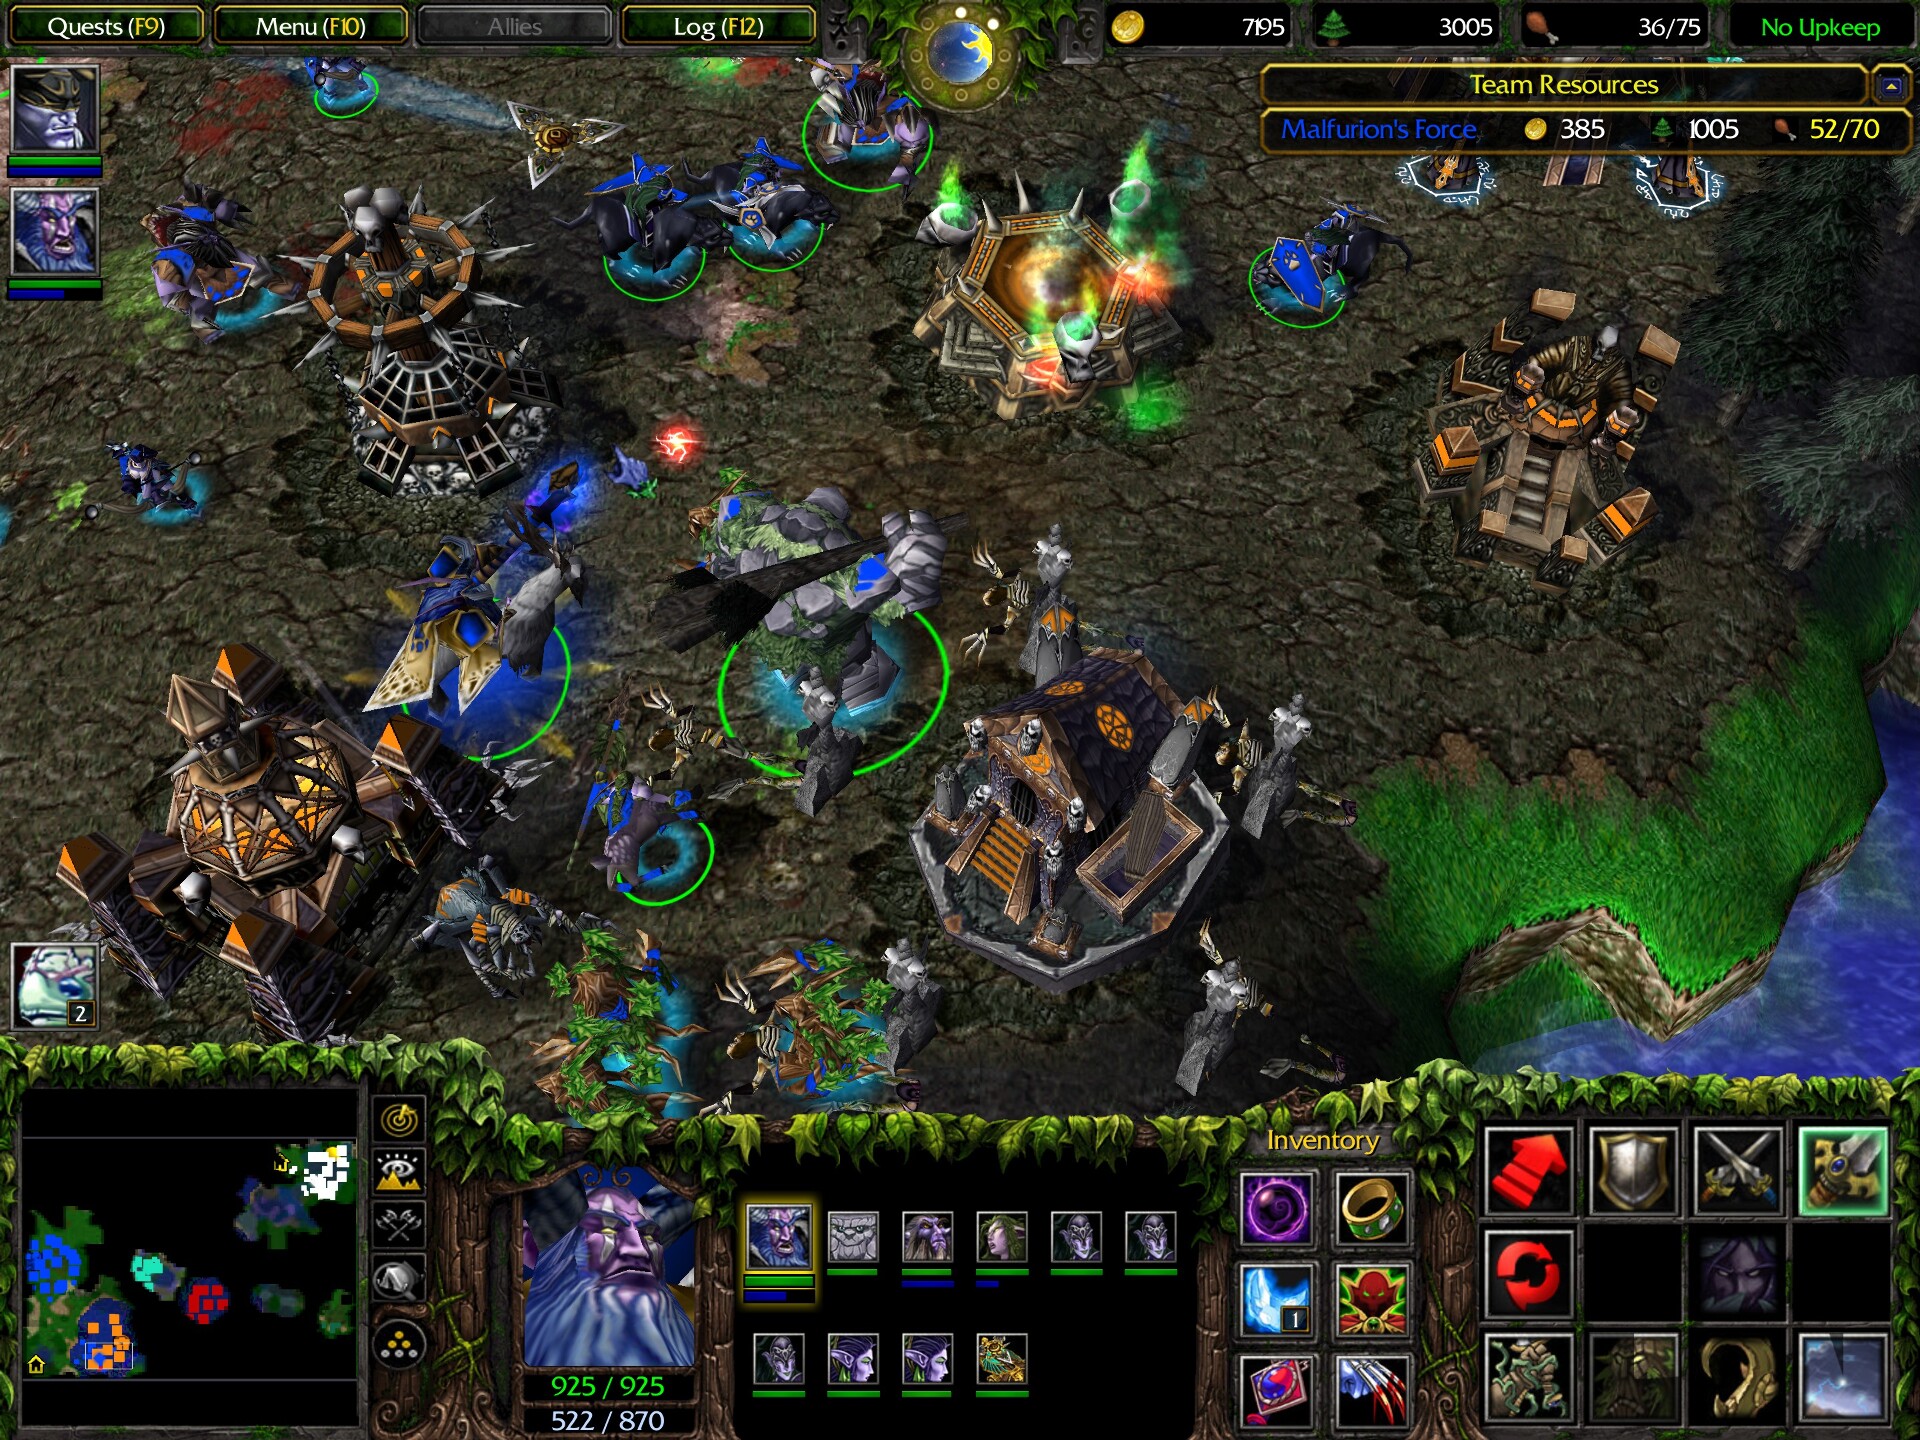 Quests (F9)
Menu (F10)
Allies
Log (F12)
7195
3005
36/75
No Upkeep
Team Resources
Malfurion's Force 385 1005 52/70
2
Inventory
1
925 / 925
522 / 870